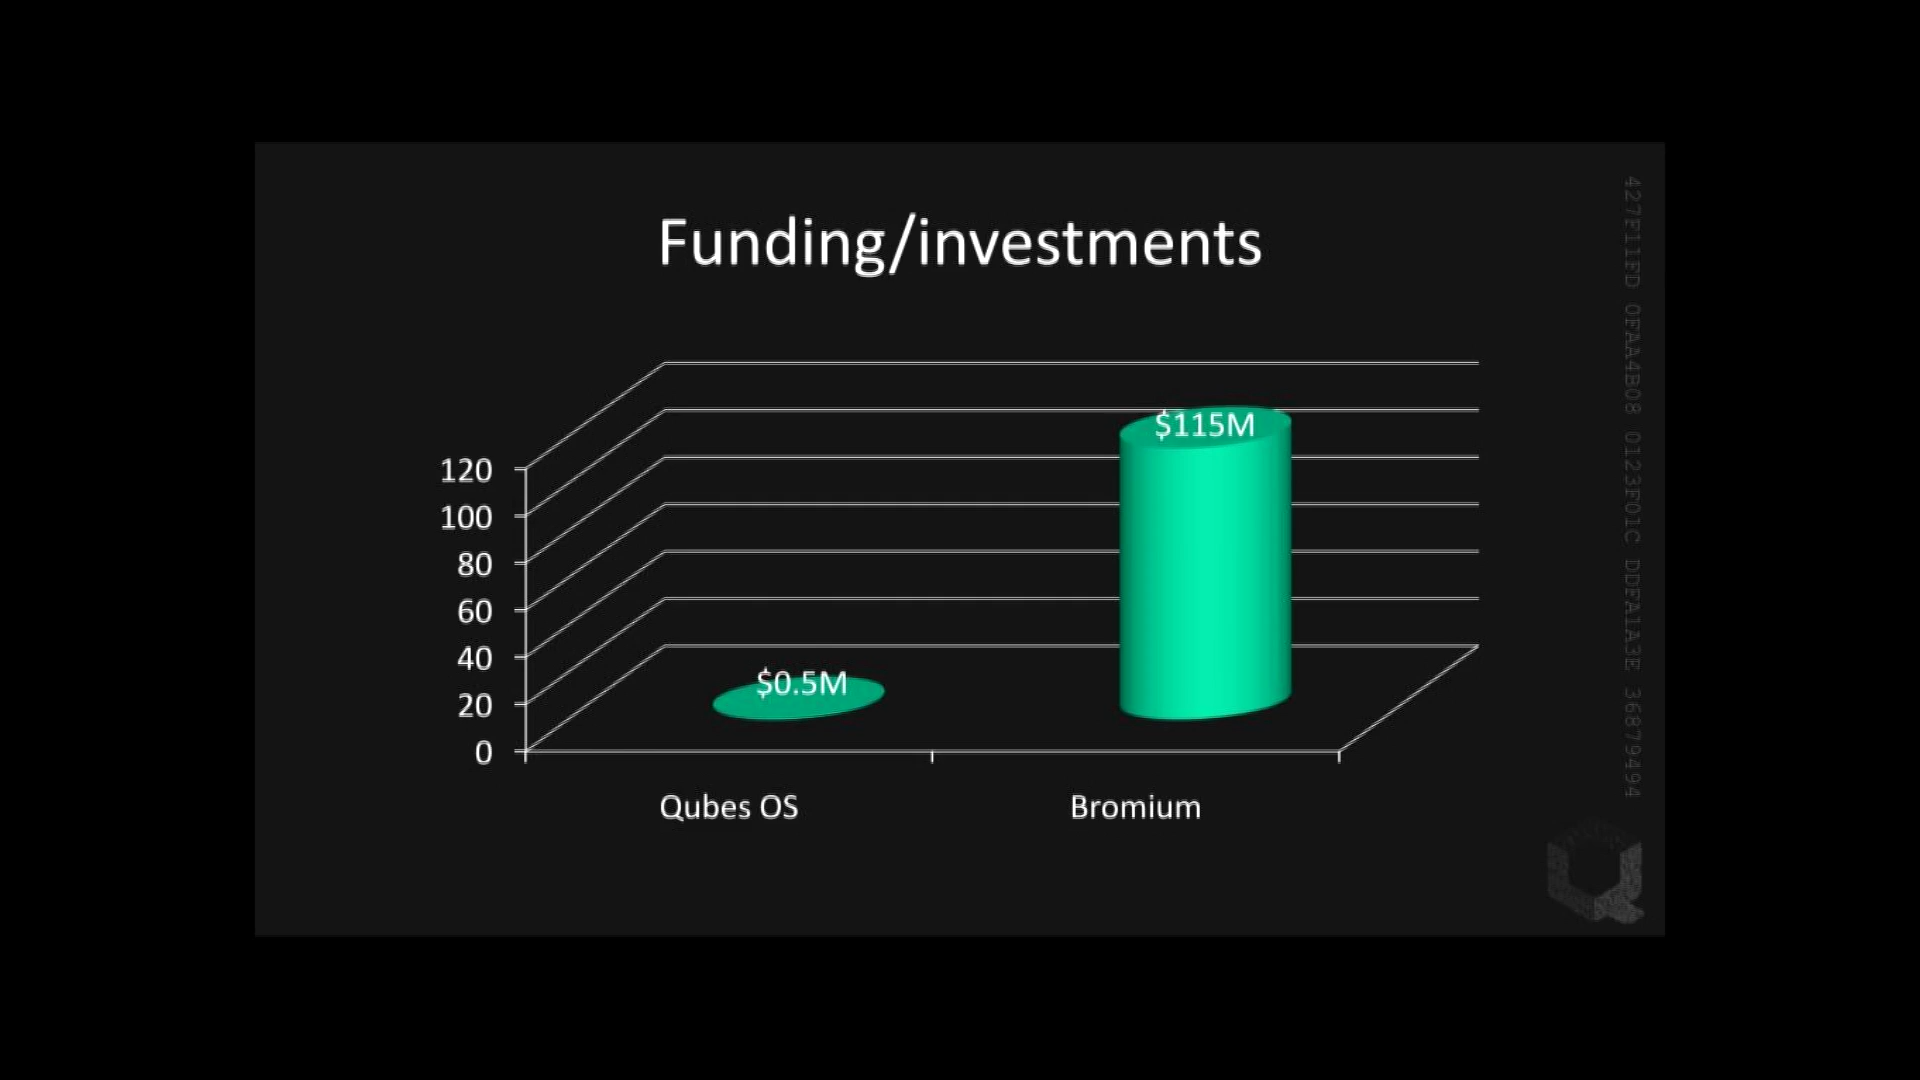 Funding/investments
120
100
80
60
40
20
0
$0.5M
$115M
Qubes OS
Bromium
427F11FD 0FAA4B08 0123F01C DDFA1A3E 36879494